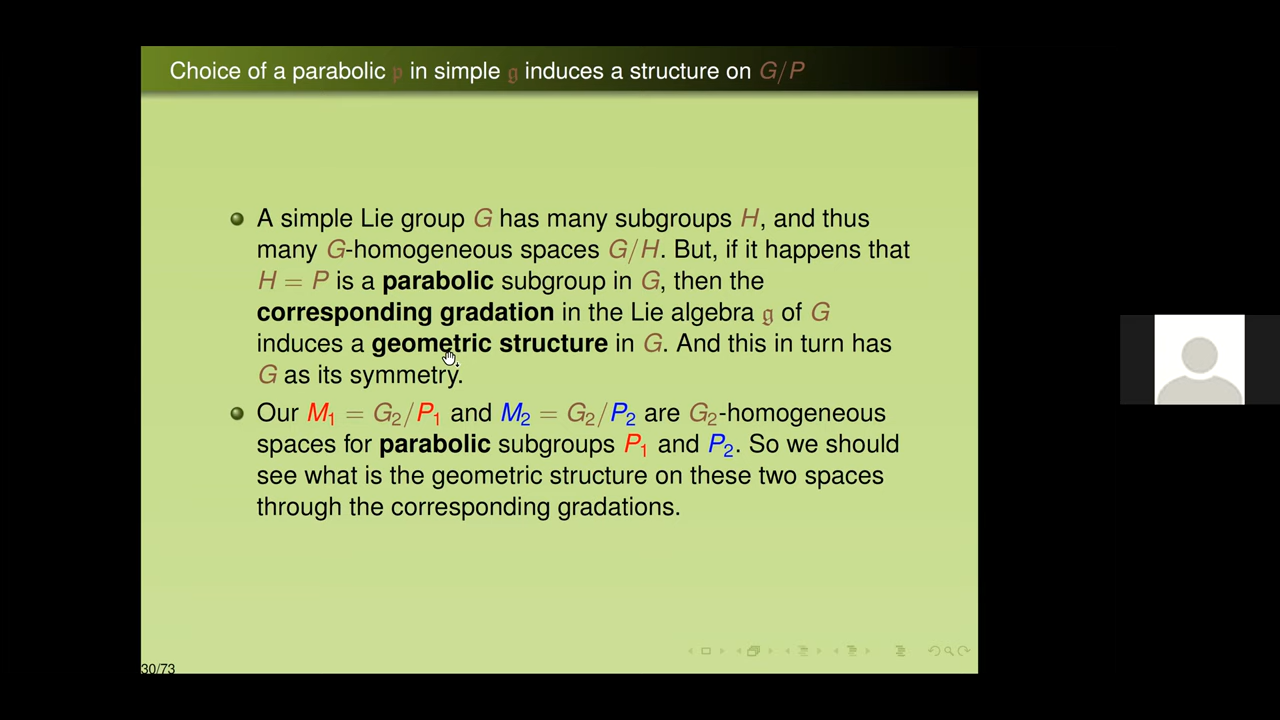 Choice of a parabolic 𝔭 in simple 𝔤 induces a structure on G/P
A simple Lie group G has many subgroups H, and thus
many G-homogeneous spaces G/H. But, if it happens that
H = P is a parabolic subgroup in G, then the
corresponding gradation in the Lie algebra 𝔤 of G
induces a geometric structure in G. And this in turn has
G as its symmetry.
Our M₁ = G₂/P₁ and M₂ = G₂/P₂ are G₂-homogeneous
spaces for parabolic subgroups P₁ and P₂. So we should
see what is the geometric structure on these two spaces
through the corresponding gradations.
30/73